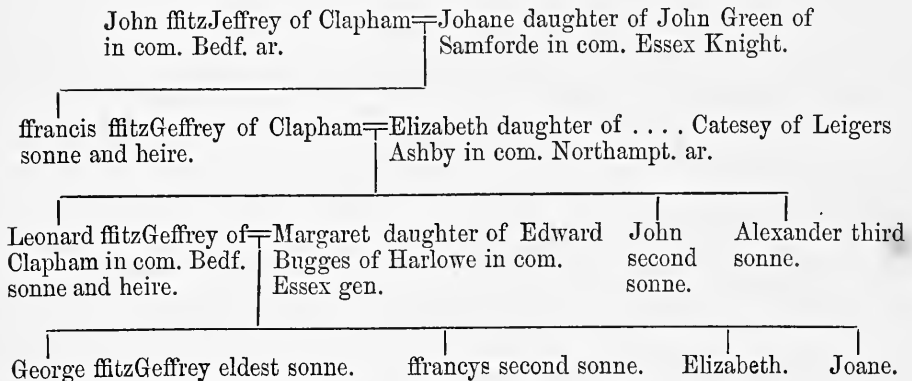 John ffitzJeffrey of Clapham=Johane daughter of John Green of
in com. Bedf. ar. Samforde in com. Essex Knight.
ffrancis ffitzGeffrey of Clapham=Elizabeth daughter of .... Catesey of Leigers
sonne and heire. Ashby in com. Northampt. ar.
Leonard ffitzGeffrey of=Margaret daughter of Edward John Alexander third
Clapham in com. Bedf. Bugges of Harlowe in com. second sonne.
sonne and heire. Essex gen. sonne.
George ffitzGeffrey eldest sonne. ffrancys second sonne. Elizabeth. Joane.